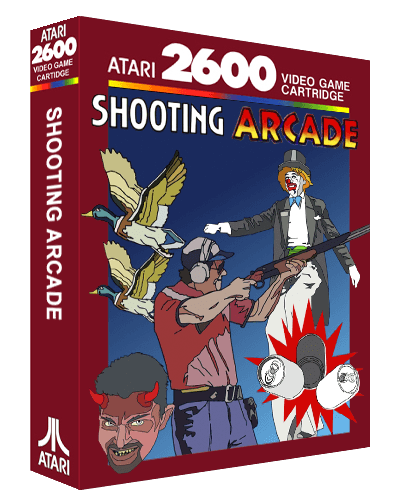 ATARI
2600
VIDEO GAME
CARTRIDGE
SHOOTING ARCADE
ATARI
ATARI 2600 VIDEO GAME
CARTRIDGE
SHOOTING ARCADE